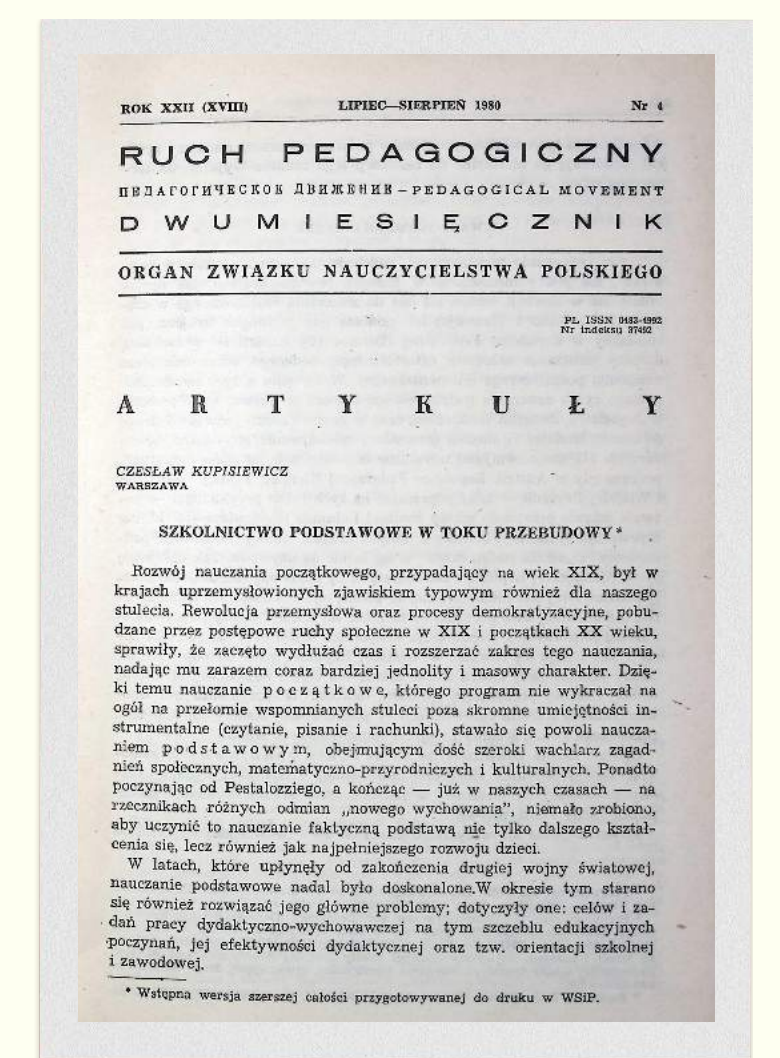 ROK XXII (XVIII) LIPIEC—SIERPIEŃ 1980 Nr 4
RUCH PEDAGOGICZNY
ПЕДАГОГИЧЕСКОЕ ДВИЖЕНИЕ – PEDAGOGICAL MOVEMENT
DWUMIESIĘCZNIK
ORGAN ZWIĄZKU NAUCZYCIELSTWA POLSKIEGO
PL ISSN 0483-4992
Nr indeksu 37492
ARTYKUŁY
CZESŁAW KUPISIEWICZ
WARSZAWA
SZKOLNICTWO PODSTAWOWE W TOKU PRZEBUDOWY*
Rozwój nauczania początkowego, przypadający na wiek XIX, był w
krajach uprzemysłowionych zjawiskiem typowym również dla naszego
stulecia. Rewolucja przemysłowa oraz procesy demokratyzacyjne, pobu-
dzane przez postępowe ruchy społeczne w XIX i początkach XX wieku,
sprawiły, że zaczęto wydłużać czas i rozszerzać zakres tego nauczania,
nadając mu zarazem coraz bardziej jednolity i masowy charakter. Dzię-
ki temu nauczanie początkowe, którego program nie wykraczał na
ogół na przełomie wspomnianych stuleci poza skromne umiejętności in-
strumentalne (czytanie, pisanie i rachunki), stawało się powoli naucza-
niem podstawowym, obejmującym dość szeroki wachlarz zagad-
nień społecznych, matematyczno-przyrodniczych i kulturalnych. Ponadto
poczynając od Pestalozziego, a kończąc — już w naszych czasach — na
rzecznikach różnych odmian „nowego wychowania", niemało zrobiono,
aby uczynić to nauczanie faktyczną podstawą nie tylko dalszego kształ-
cenia się, lecz również jak najpełniejszego rozwoju dzieci.
W latach, które upłynęły od zakończenia drugiej wojny światowej,
nauczanie podstawowe nadal było doskonalone.W okresie tym starano
się również rozwiązać jego główne problemy; dotyczyły one: celów i za-
dań pracy dydaktyczno-wychowawczej na tym szczeblu edukacyjnych
poczynań, jej efektywności dydaktycznej oraz tzw. orientacji szkolnej
i zawodowej.
* Wstępna wersja szerszej całości przygotowywanej do druku w WSiP.